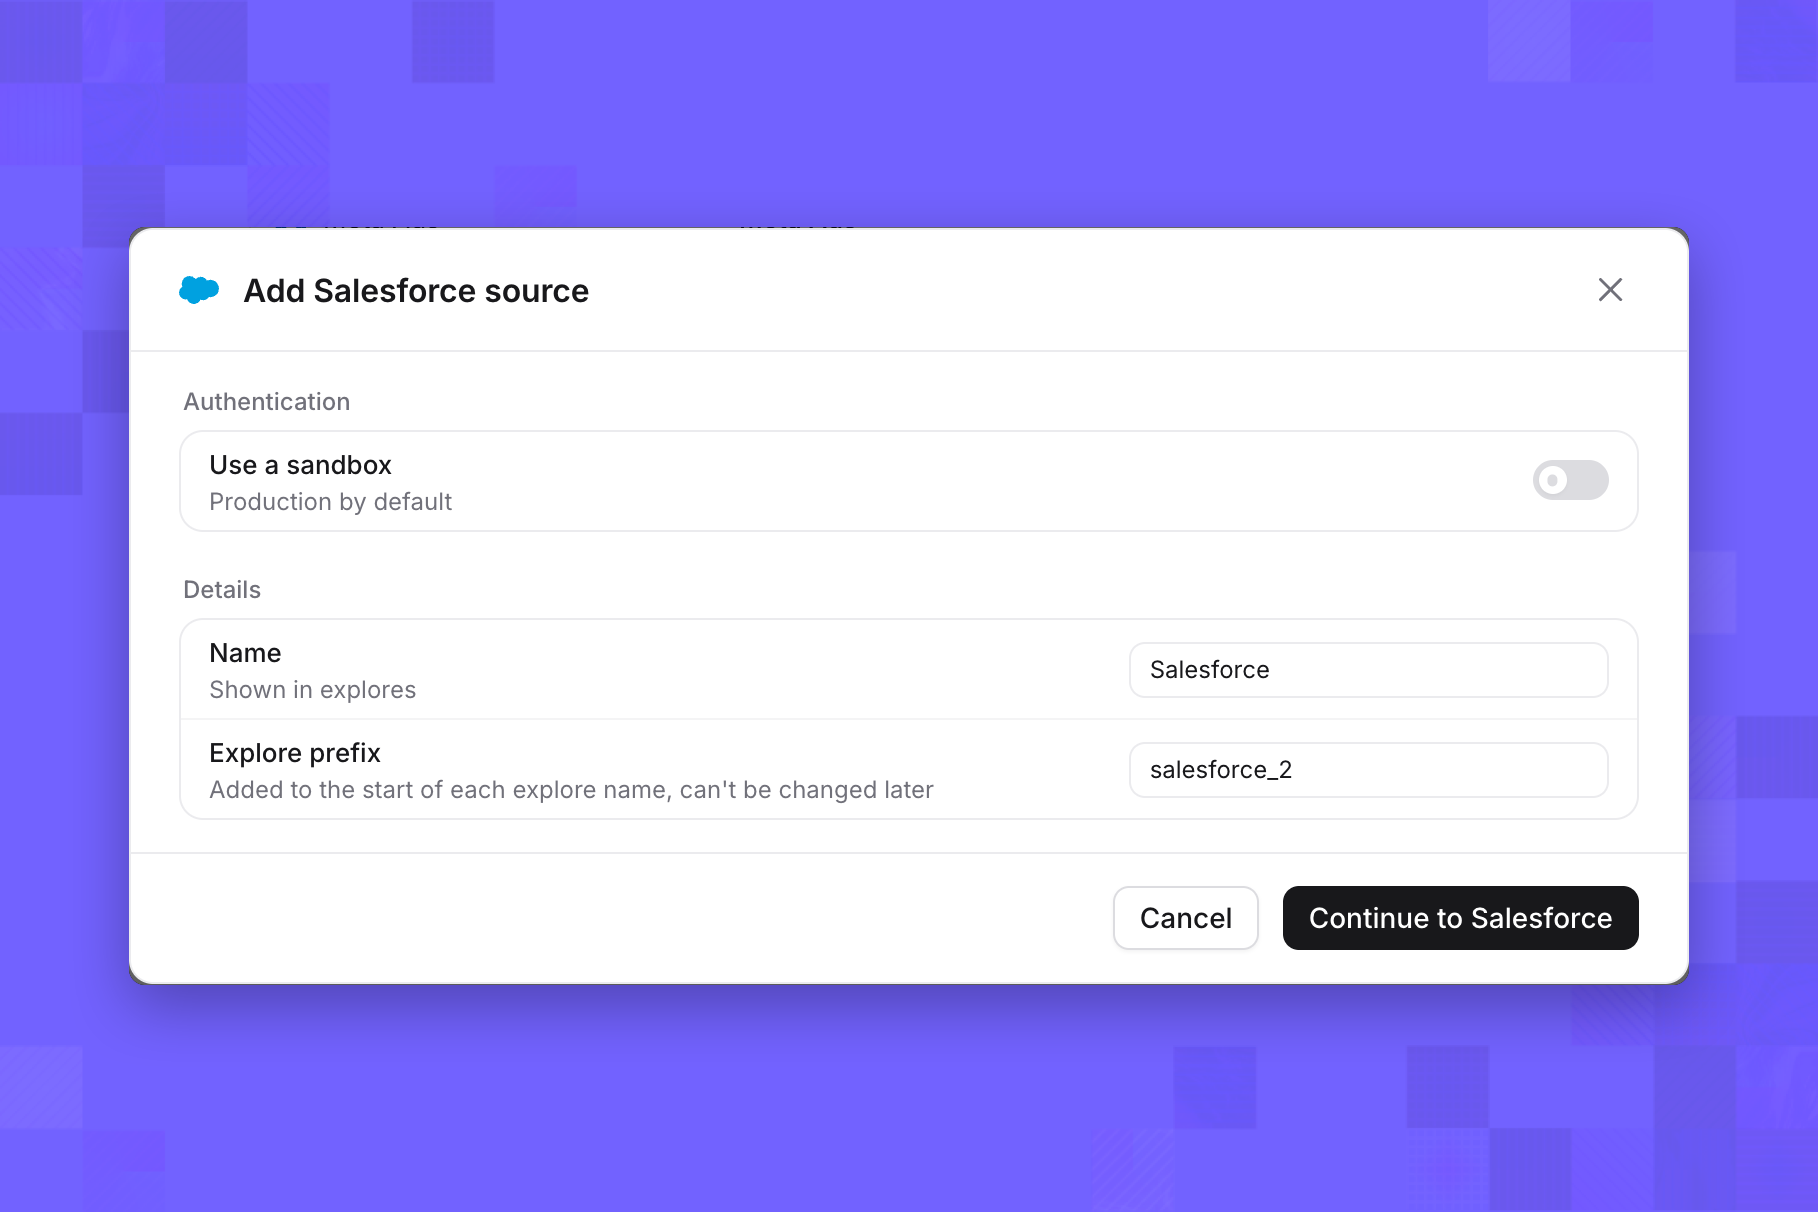 Add Salesforce source
Authentication
Use a sandbox
Production by default
Details
Name
Shown in explores
Salesforce
Explore prefix
Added to the start of each explore name, can't be changed later
salesforce_2
Cancel
Continue to Salesforce